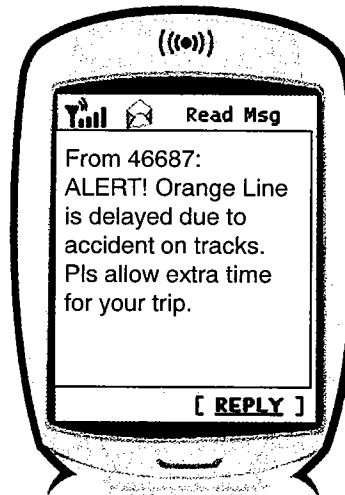 Read Msg
From 46687:
ALERT! Orange Line
is delayed due to
accident on tracks.
Pls allow extra time
for your trip.
[ REPLY ]